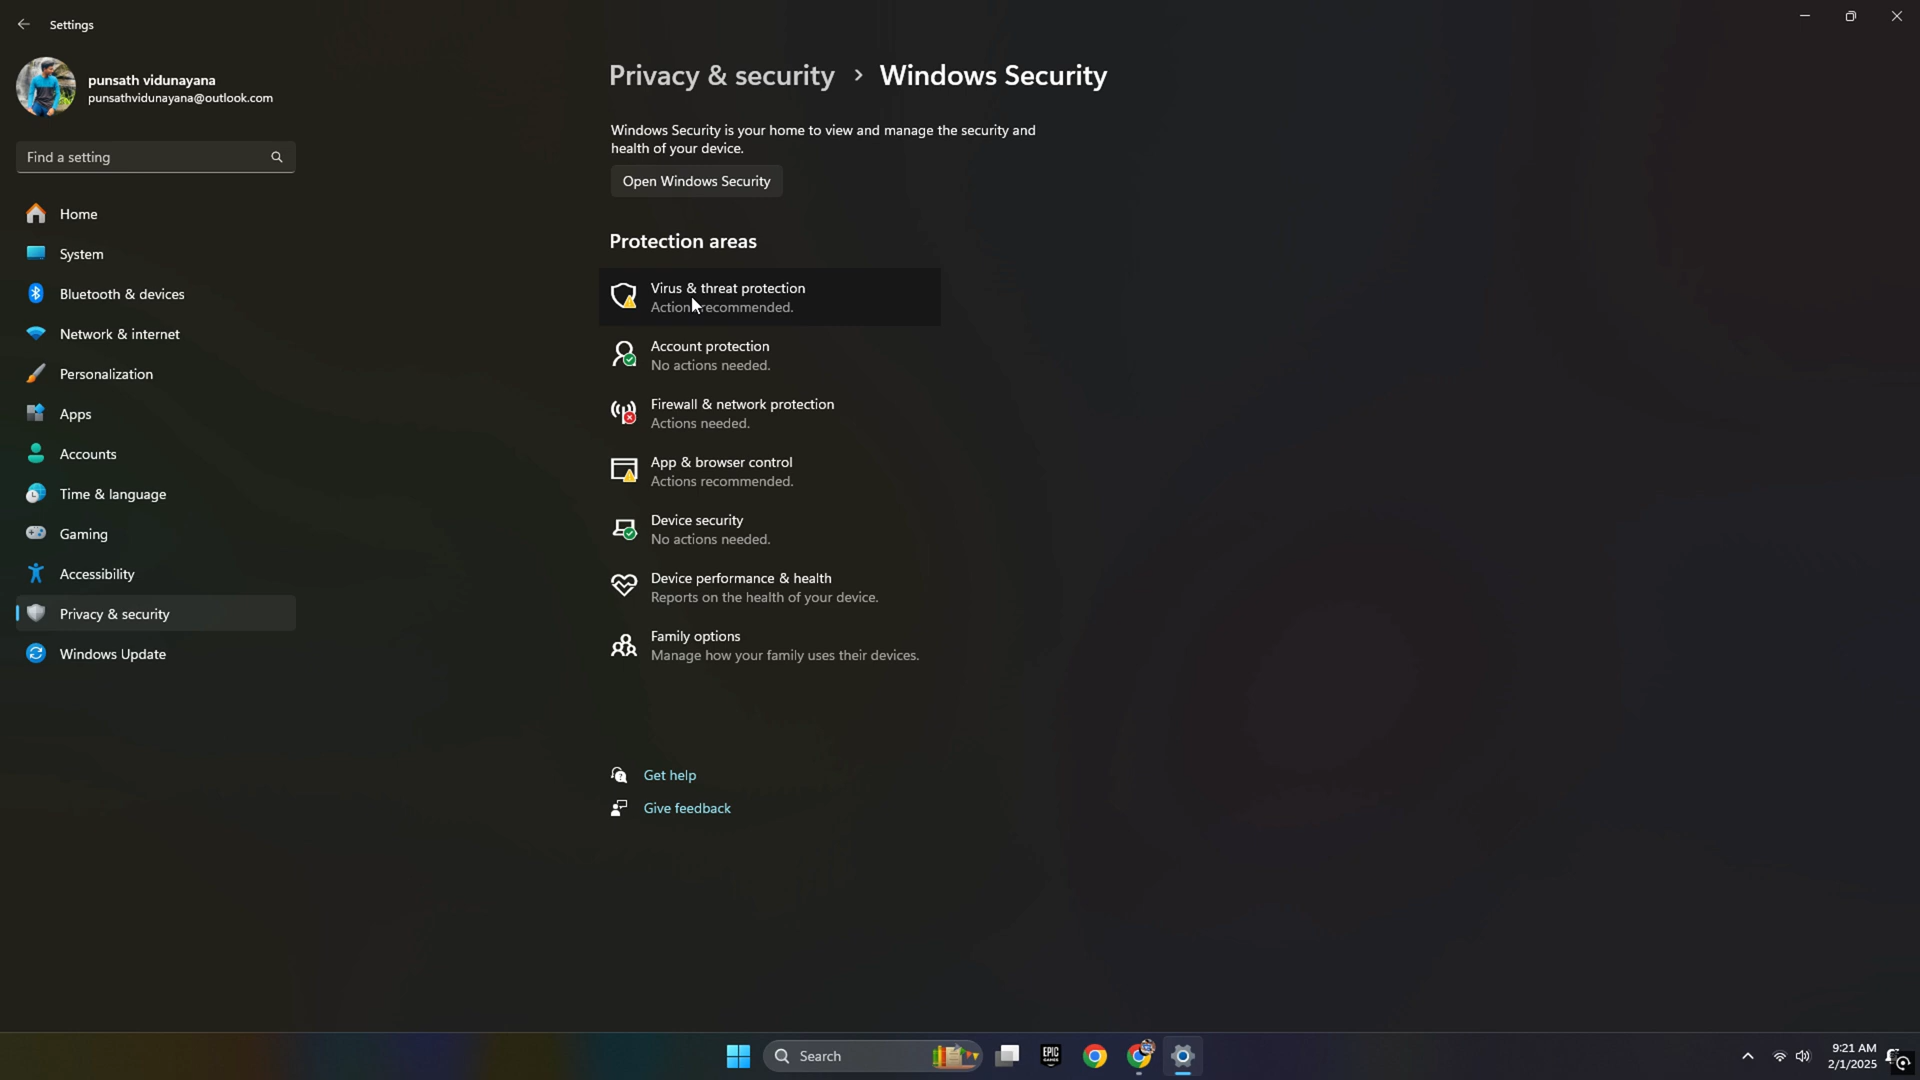 Settings
punsath vidunayana
punsathvidunayana@outlook.com
Find a setting
Home
System
Bluetooth & devices
Network & internet
Personalization
Apps
Accounts
Time & language
Gaming
Accessibility
Privacy & security
Windows Update
Privacy & security > Windows Security
Windows Security is your home to view and manage the security and
health of your device.
Open Windows Security
Protection areas
Virus & threat protection
Action recommended.
Account protection
No actions needed.
Firewall & network protection
Actions needed.
App & browser control
Actions recommended.
Device security
No actions needed.
Device performance & health
Reports on the health of your device.
Family options
Manage how your family uses their devices.
Get help
Give feedback
Search
EPIC
GAMES
9:21 AM
2/1/2025